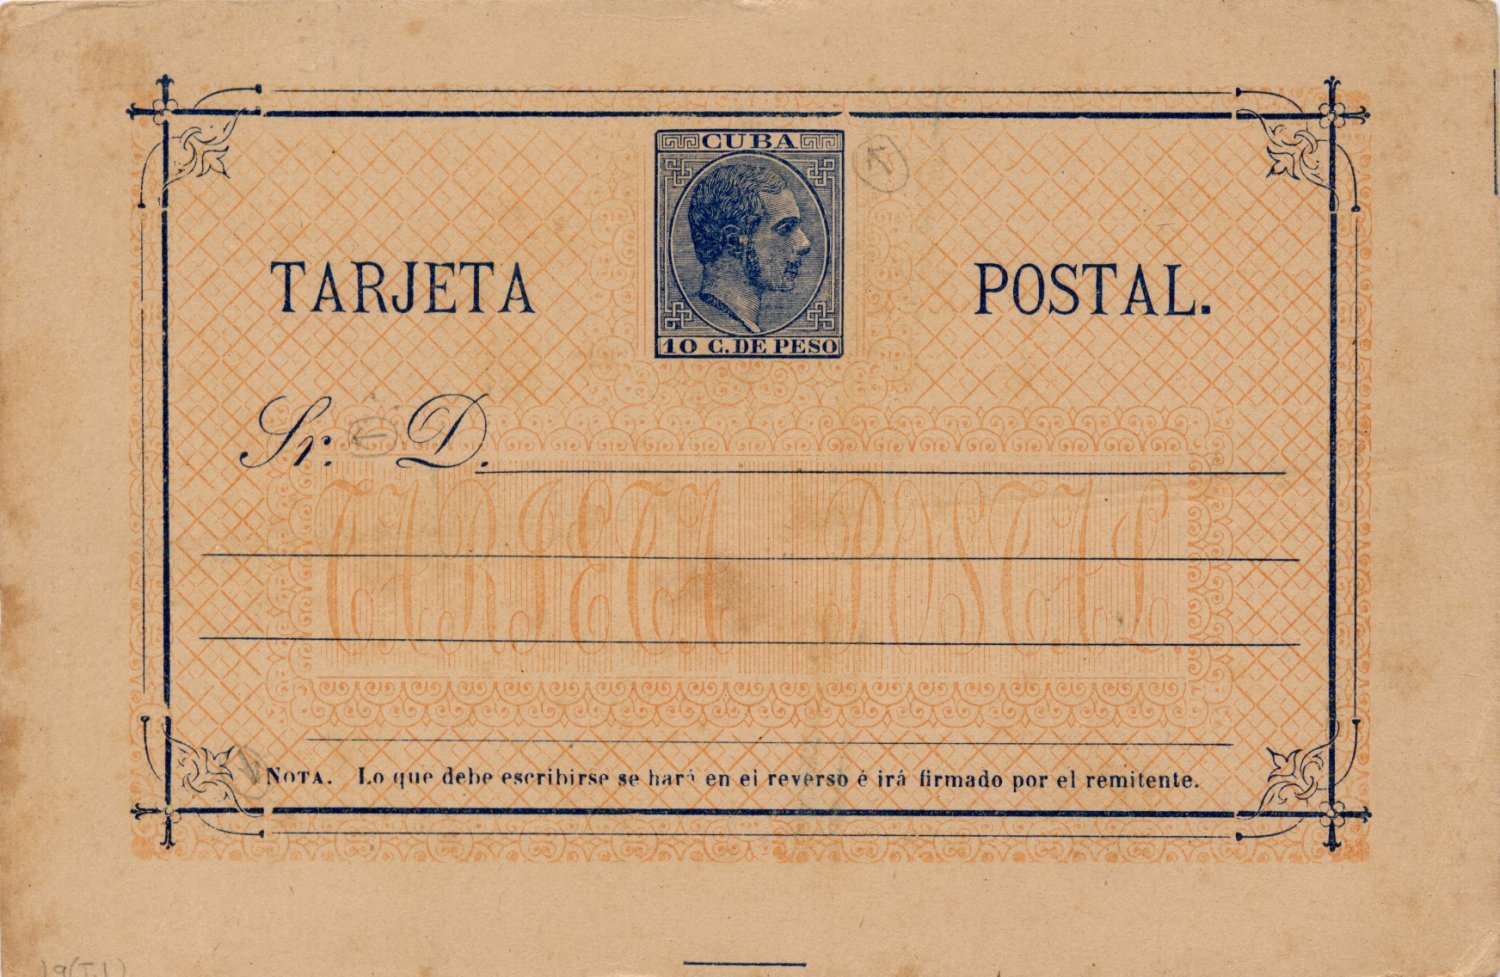 CUBA
10 C. DE PESO
TARJETA POSTAL.
Sr. D.
TARJETA POSTAL
NOTA. Lo que debe escribirse se hará en el reverso é irá firmado por el remitente.